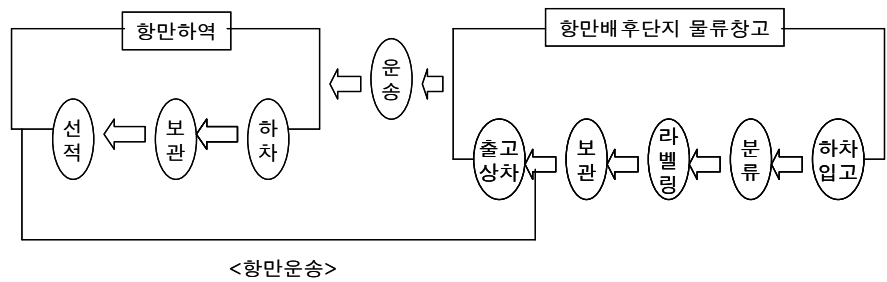 항만하역
항만배후단지 물류창고
운송
선적
보관
하차
출고
상차
보관
라벨링
분류
하차
입고
<항만운송>